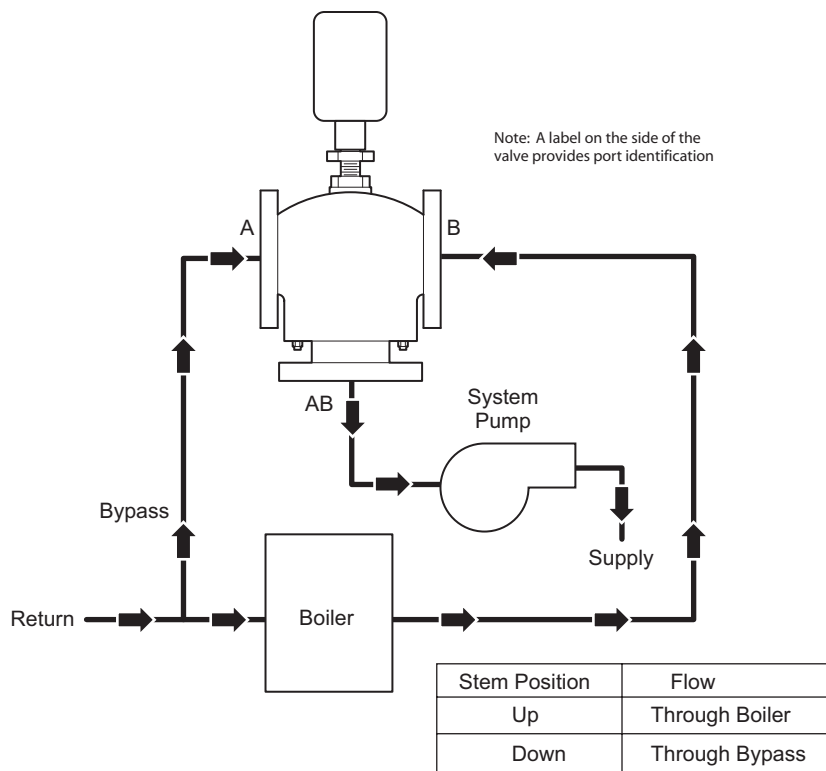 Note: A label on the side of the
valve provides port identification
A
B
AB
System
Pump
Bypass
Supply
Return
Boiler
Stem Position Flow
Up Through Boiler
Down Through Bypass